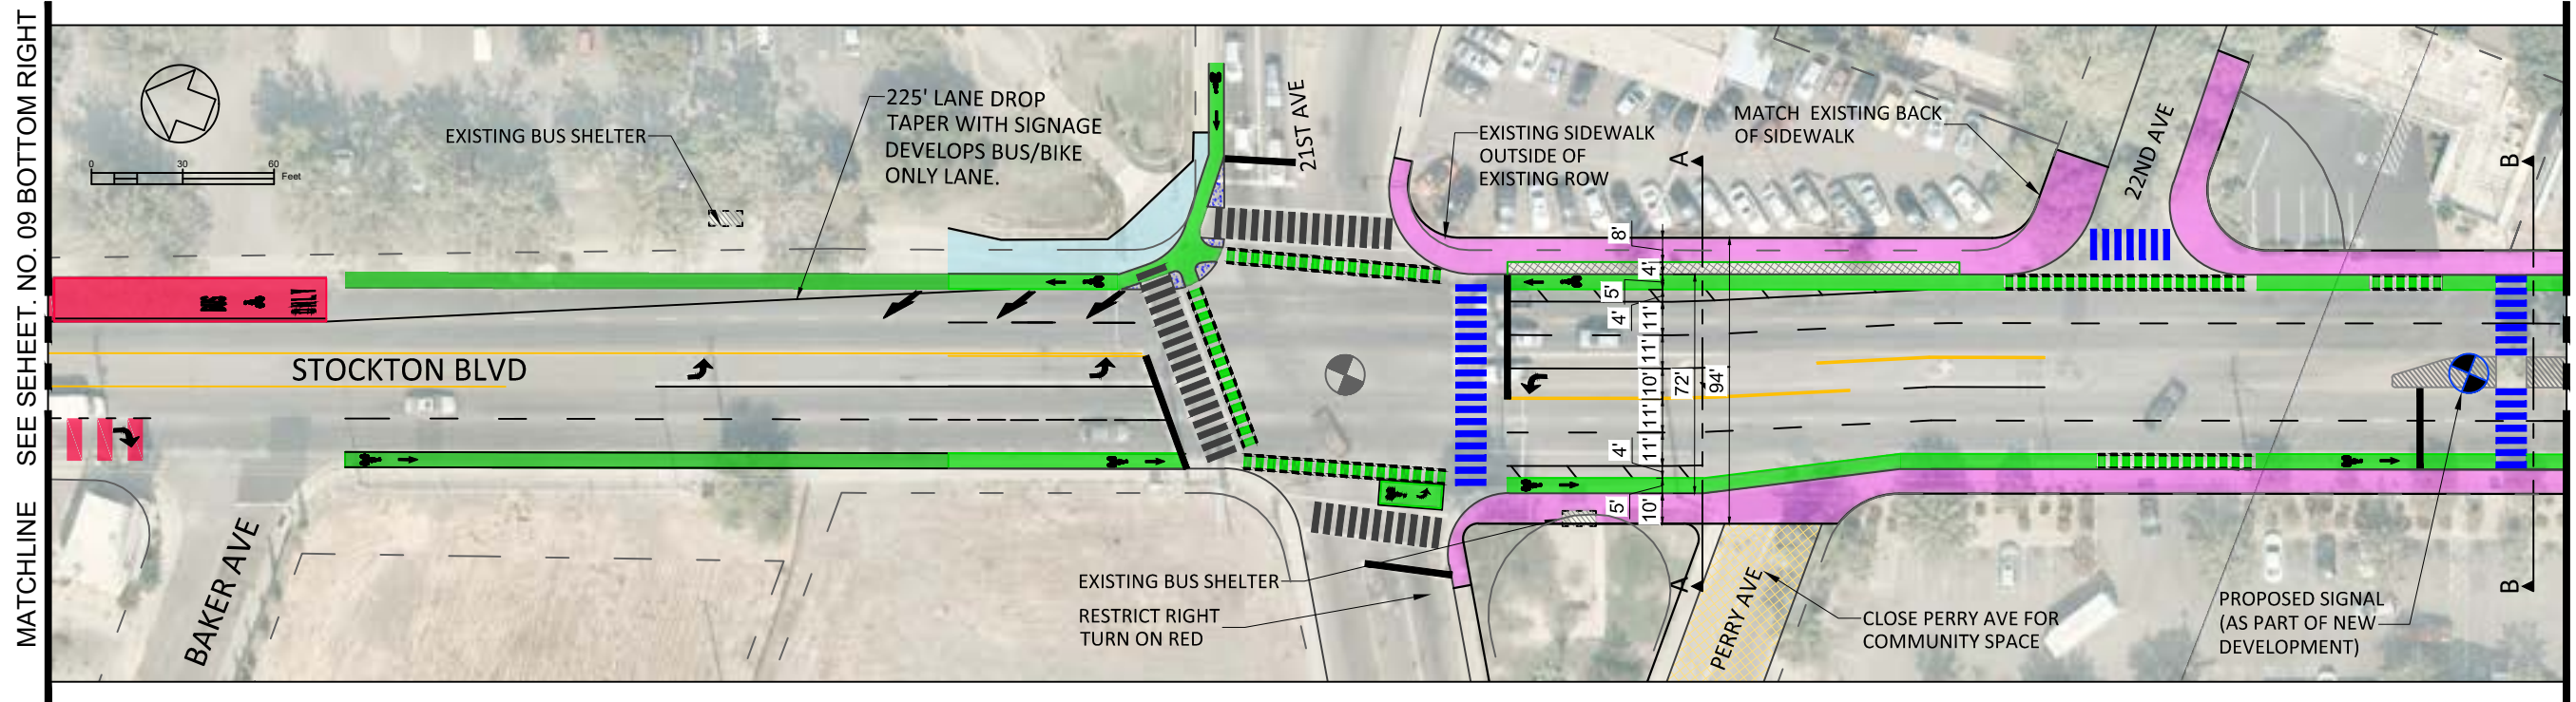 MATCHLINE SEE SEHEET. NO. 09 BOTTOM RIGHT
0 30 60
Feet
EXISTING BUS SHELTER
225' LANE DROP
TAPER WITH SIGNAGE
DEVELOPS BUS/BIKE
ONLY LANE.
21ST AVE
EXISTING SIDEWALK
OUTSIDE OF
EXISTING ROW
MATCH EXISTING BACK
OF SIDEWALK
22ND AVE
A
B
BUS
ONLY
STOCKTON BLVD
8'
4'
5'
4'
11'
11'
10'
11'
11'
4'
5'
10'
72'
94'
BAKER AVE
EXISTING BUS SHELTER
RESTRICT RIGHT
TURN ON RED
A
PERRY AVE
CLOSE PERRY AVE FOR
COMMUNITY SPACE
PROPOSED SIGNAL
(AS PART OF NEW
DEVELOPMENT)
B